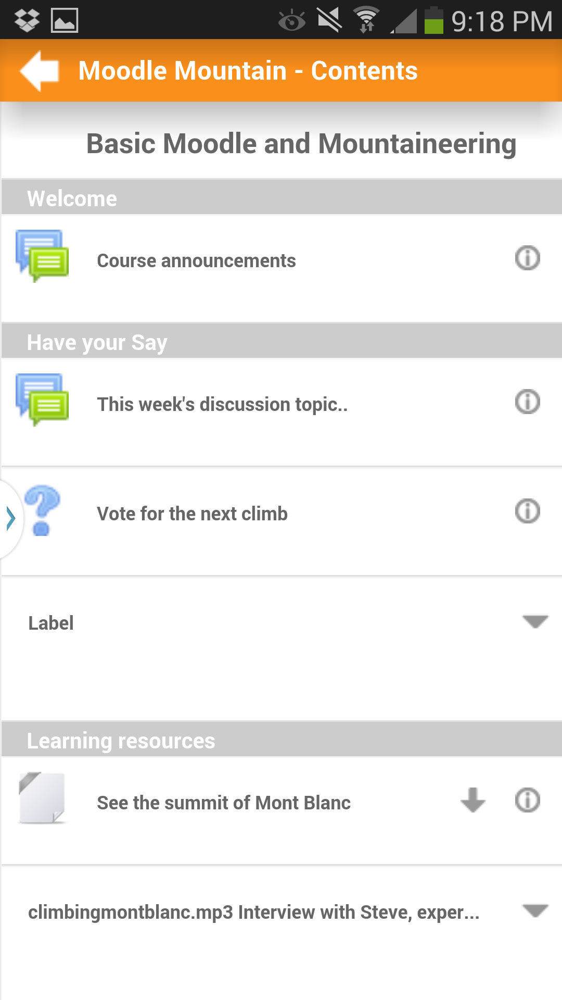 9:18 PM
Moodle Mountain - Contents
Basic Moodle and Mountaineering
Welcome
Course announcements
Have your Say
This week's discussion topic..
Vote for the next climb
Label
Learning resources
See the summit of Mont Blanc
climbingmontblanc.mp3 Interview with Steve, exper...